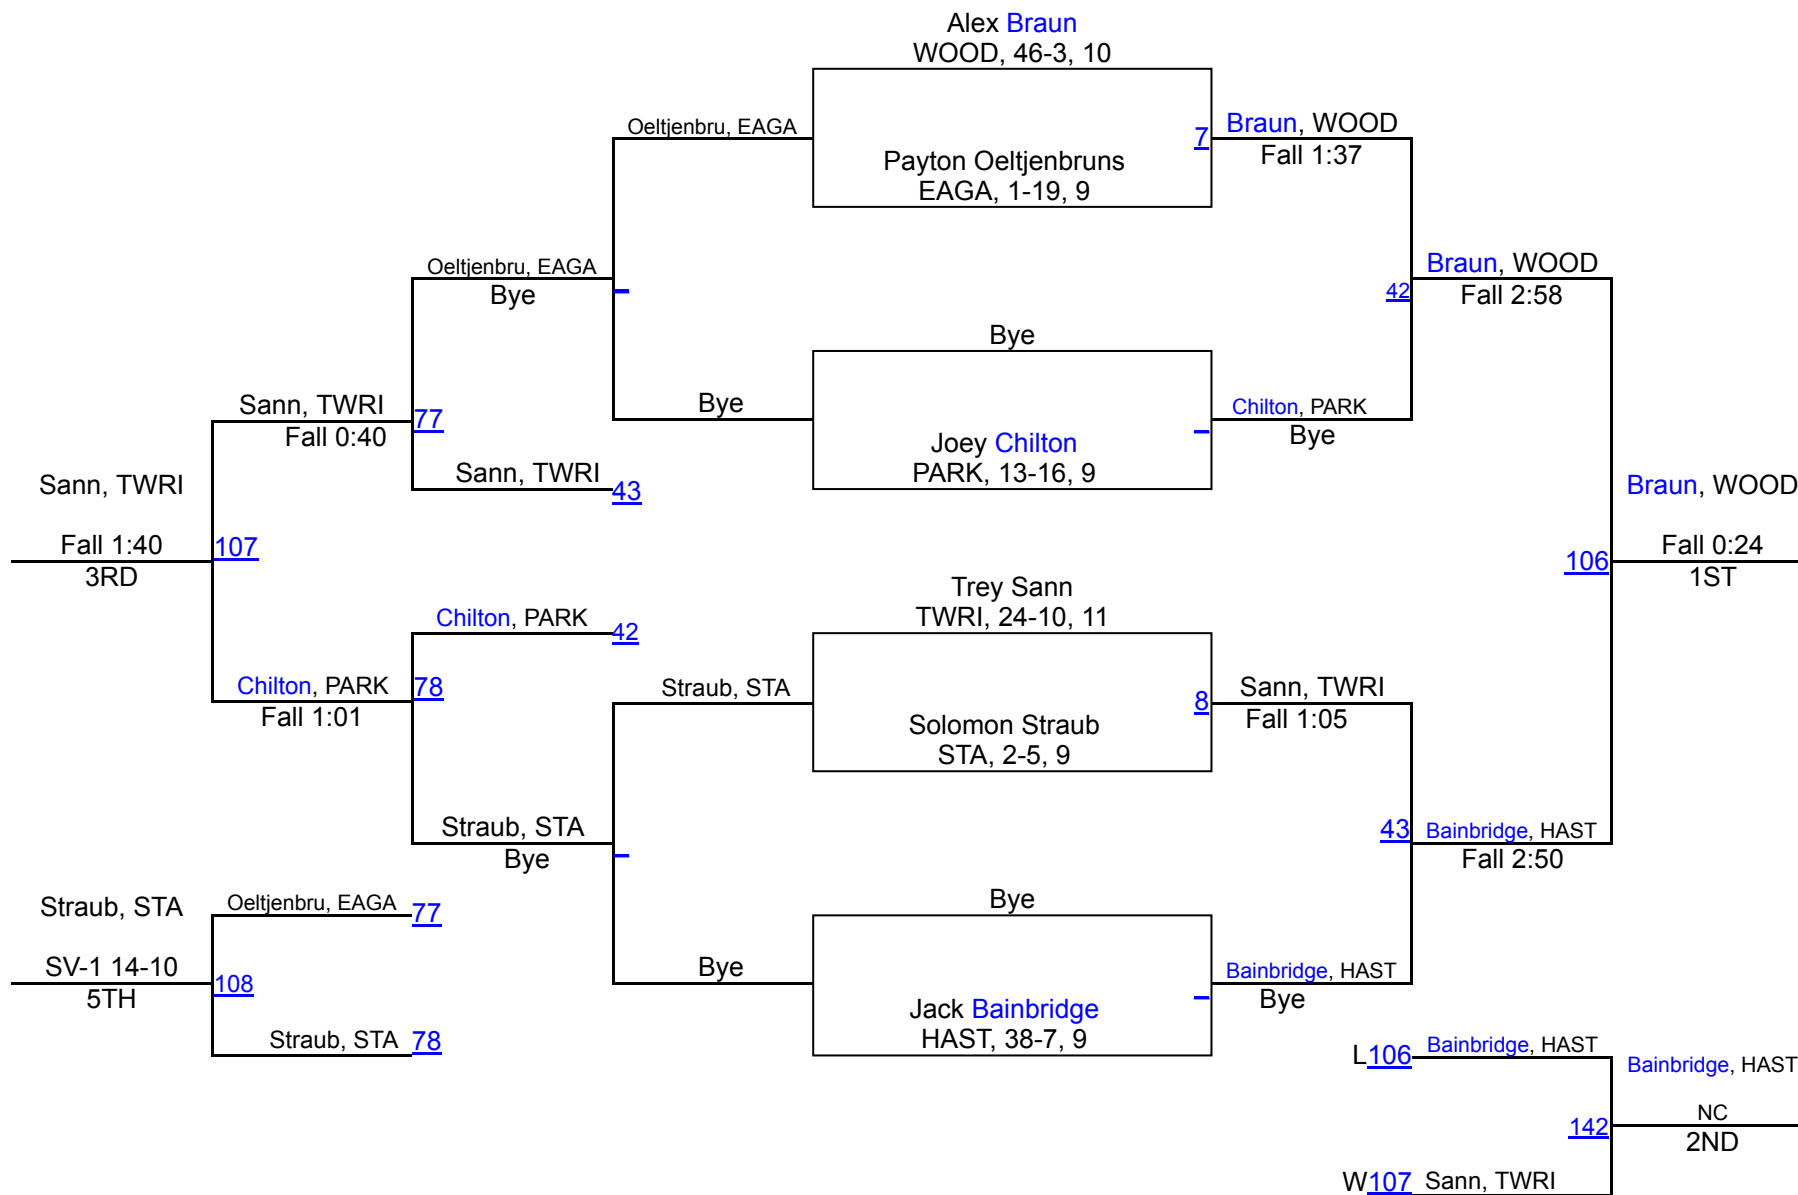 Alex Braun
WOOD, 46-3, 10
Oeltjenbru, EAGA
7
Braun, WOOD
Fall 1:37
Payton Oeltjenbruns
EAGA, 1-19, 9
Oeltjenbru, EAGA
Bye
Braun, WOOD
42
Fall 2:58
Bye
Sann, TWRI
Fall 0:40
77
Bye
Chilton, PARK
Bye
Joey Chilton
PARK, 13-16, 9
Sann, TWRI
43
Sann, TWRI
Fall 1:40
3RD
107
Braun, WOOD
106
Fall 0:24
1ST
Trey Sann
TWRI, 24-10, 11
Chilton, PARK
42
Chilton, PARK
Fall 1:01
78
Straub, STA
8
Sann, TWRI
Fall 1:05
Solomon Straub
STA, 2-5, 9
Straub, STA
Bye
43
Bainbridge, HAST
Fall 2:50
Bye
Straub, STA
SV-1 14-10
5TH
Oeltjenbru, EAGA
77
108
Straub, STA
78
Bye
Bainbridge, HAST
Bye
Jack Bainbridge
HAST, 38-7, 9
L106
Bainbridge, HAST
Bainbridge, HAST
142
NC
2ND
W107
Sann, TWRI